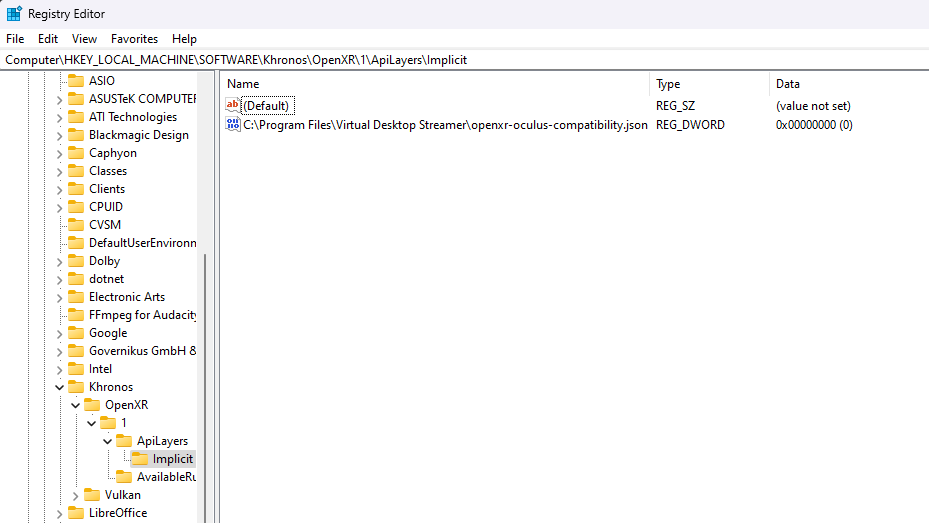 Registry Editor
File Edit View Favorites Help
Computer\HKEY_LOCAL_MACHINE\SOFTWARE\Khronos\OpenXR\1\ApiLayers\Implicit
ASIO
ASUSTeK COMPUTER
ATI Technologies
Blackmagic Design
Caphyon
Classes
Clients
CPUID
CVSM
DefaultUserEnvironn
Dolby
dotnet
Electronic Arts
FFmpeg for Audacity
Google
Governikus GmbH &
Intel
Khronos
OpenXR
1
ApiLayers
Implicit
AvailableRu
Vulkan
LibreOffice
Name Type Data
(Default) REG_SZ (value not set)
C:\Program Files\Virtual Desktop Streamer\openxr-oculus-compatibility.json REG_DWORD 0x00000000 (0)